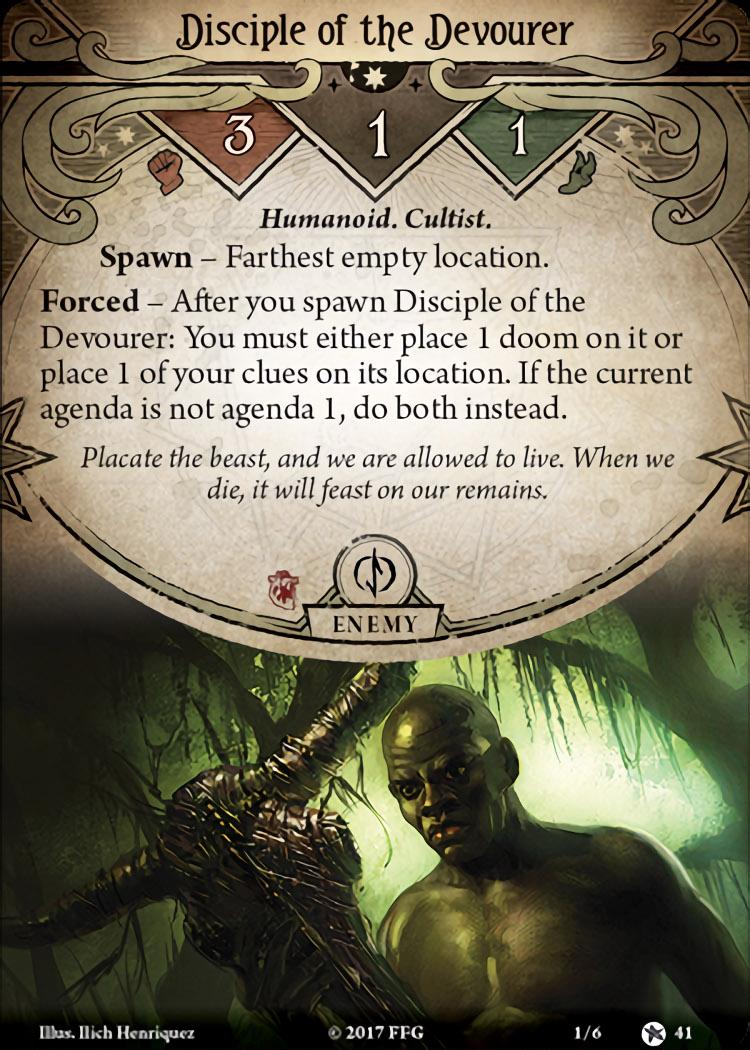 Disciple of the Devourer
3 1 1
Humanoid. Cultist.
Spawn – Farthest empty location.
Forced – After you spawn Disciple of the
Devourer: You must either place 1 doom on it or
place 1 of your clues on its location. If the current
agenda is not agenda 1, do both instead.
Placate the beast, and we are allowed to live. When we
die, it will feast on our remains.
ENEMY
Illus. Ilich Henriquez © 2017 FFG 1/6 41